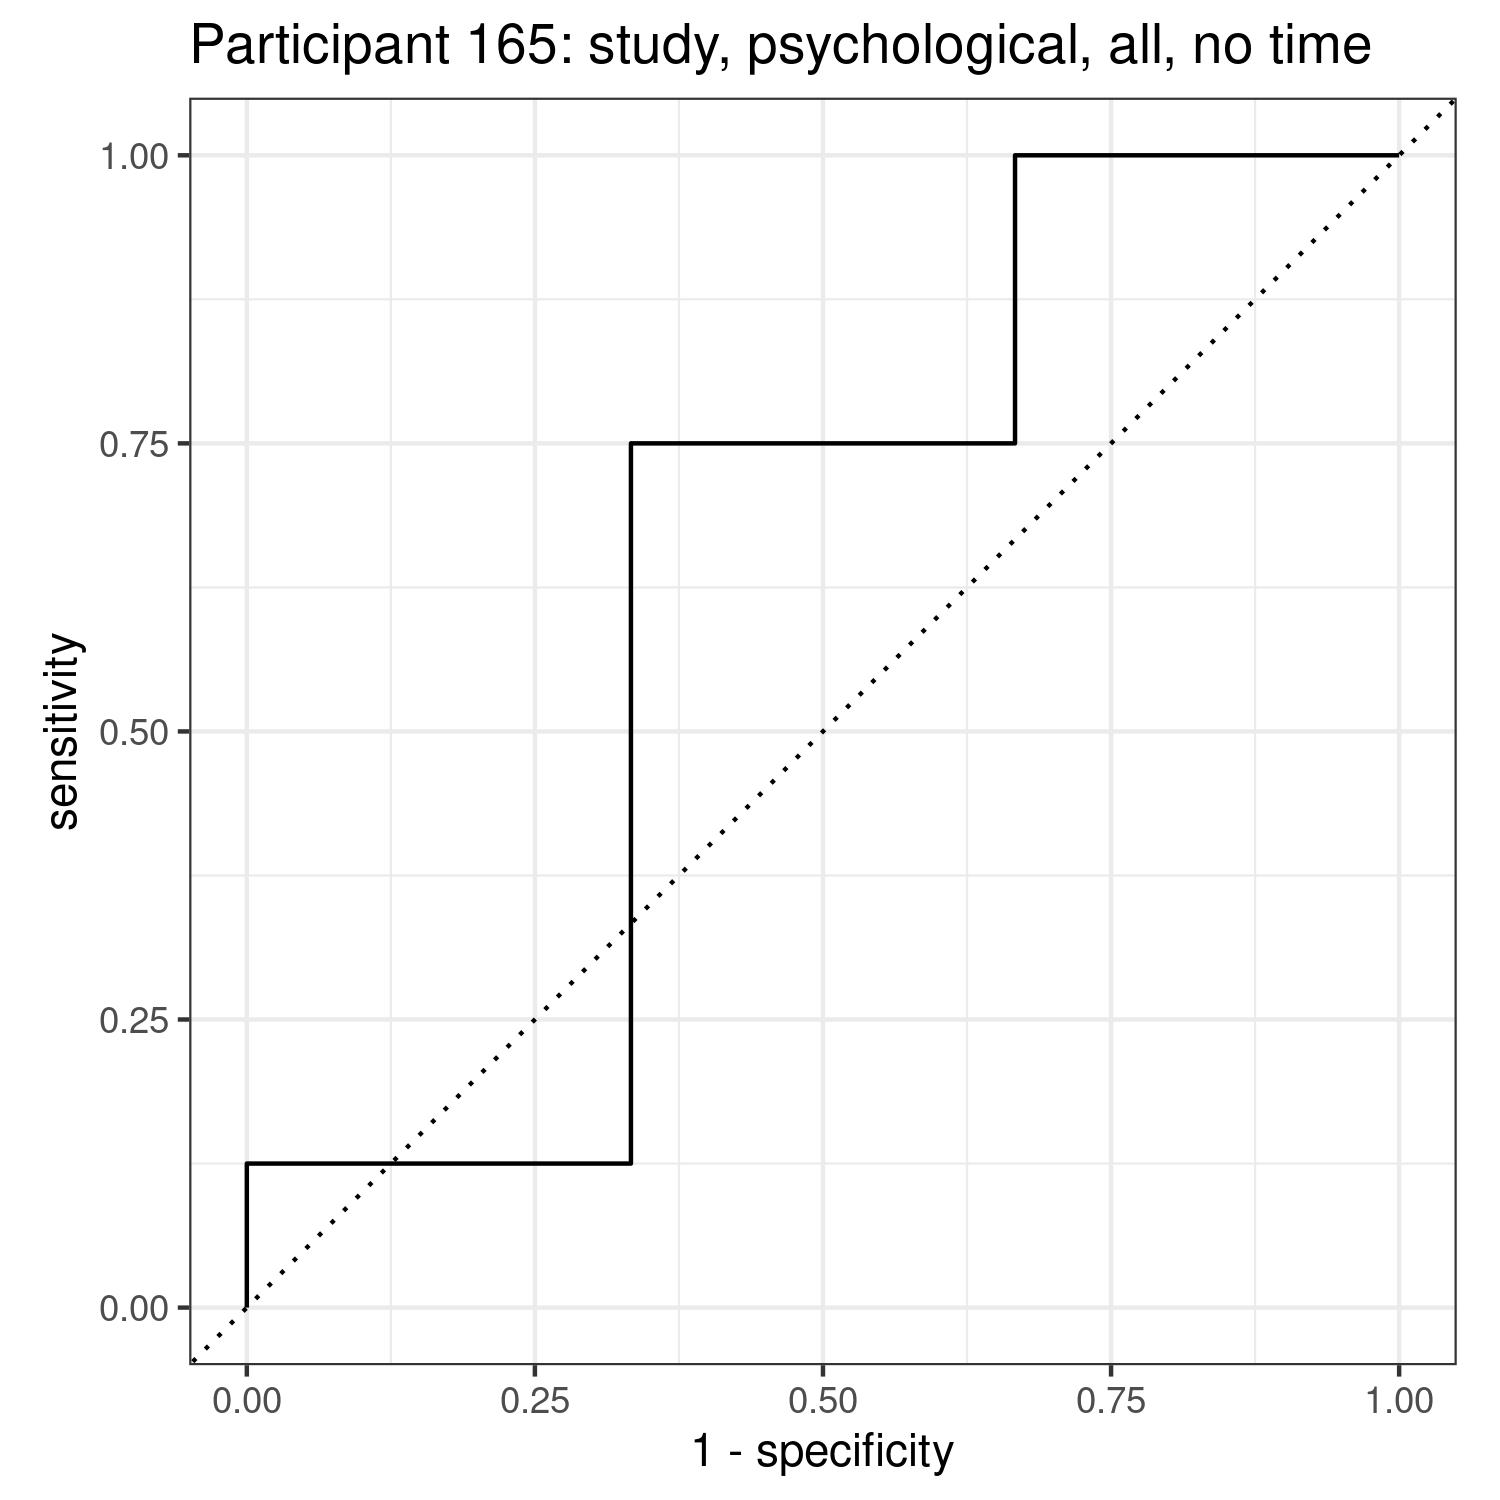 Participant 165: study, psychological, all, no time
1.00
0.75
0.50
0.25
0.00
sensitivity
0.00 0.25 0.50 0.75 1.00
1 - specificity